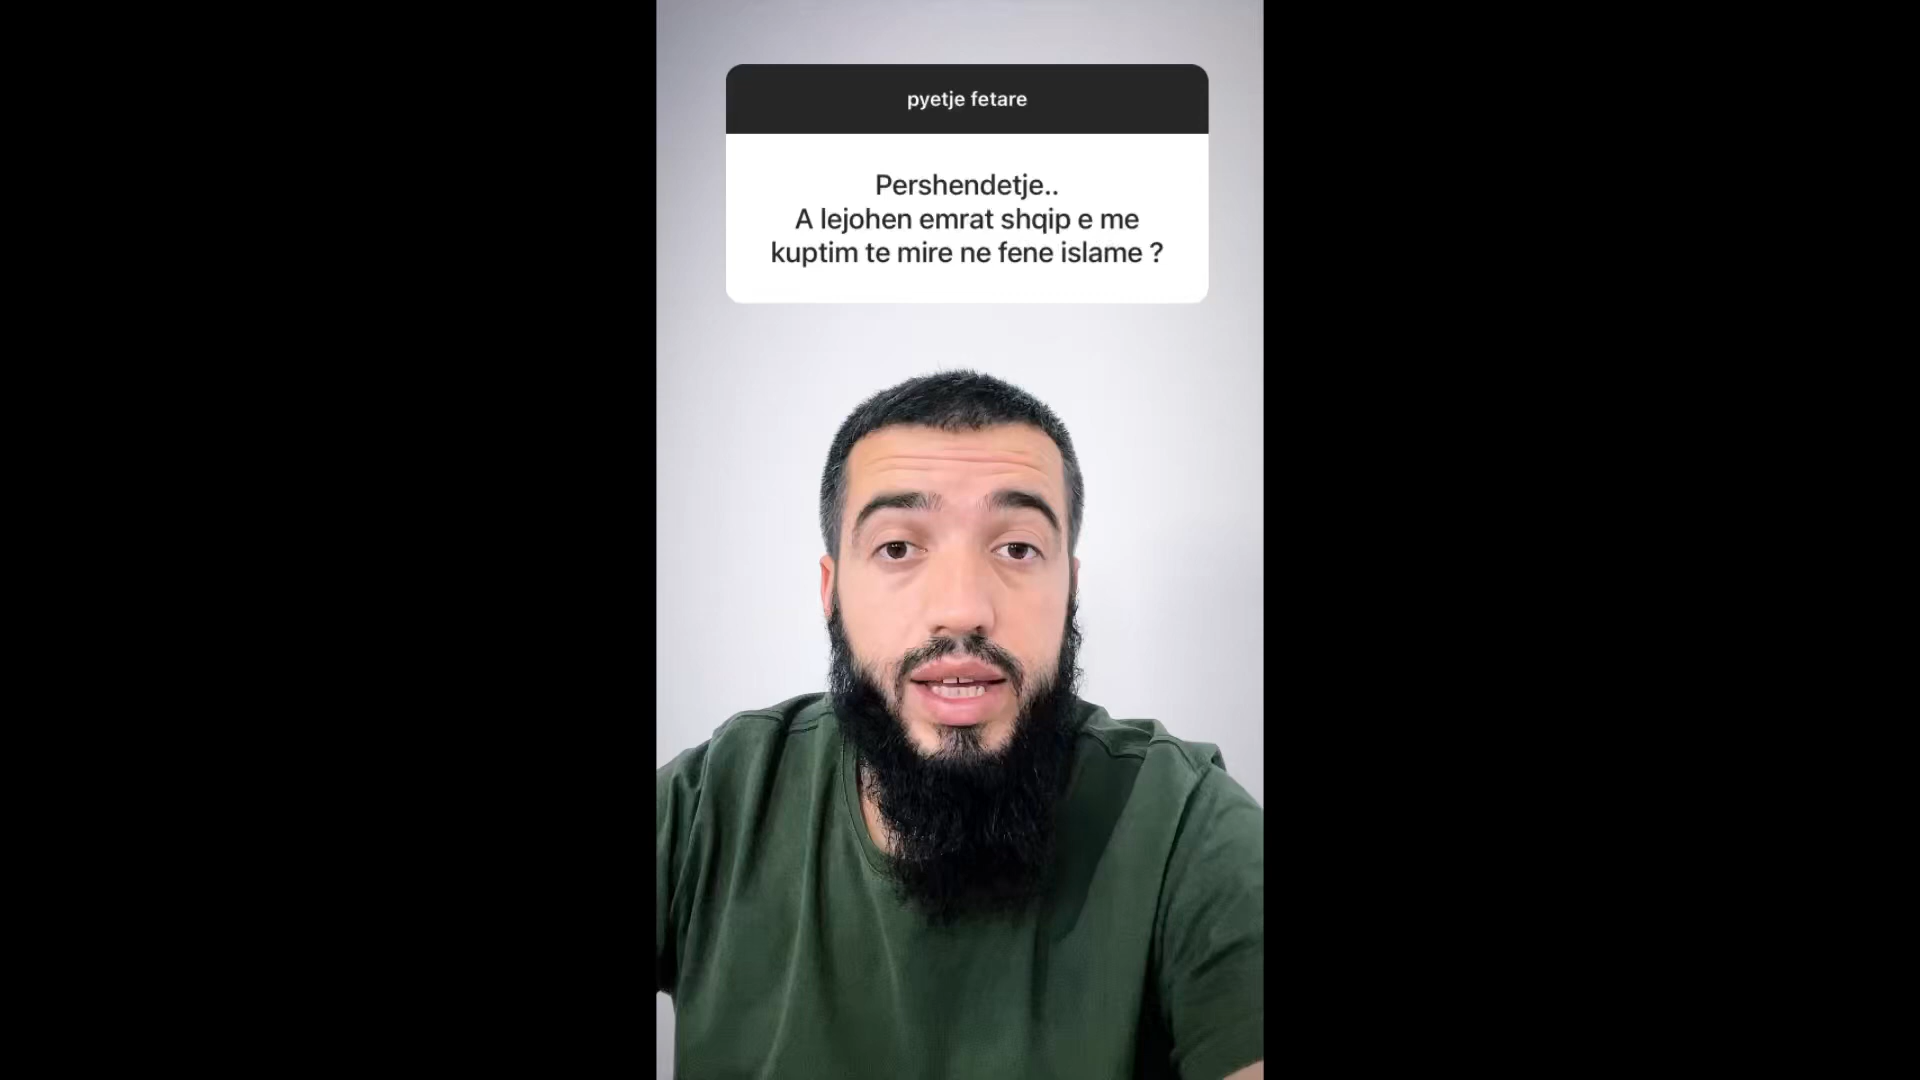 pyetje fetare
Pershendetje..
A lejohen emrat shqip e me
kuptim te mire ne fene islame ?